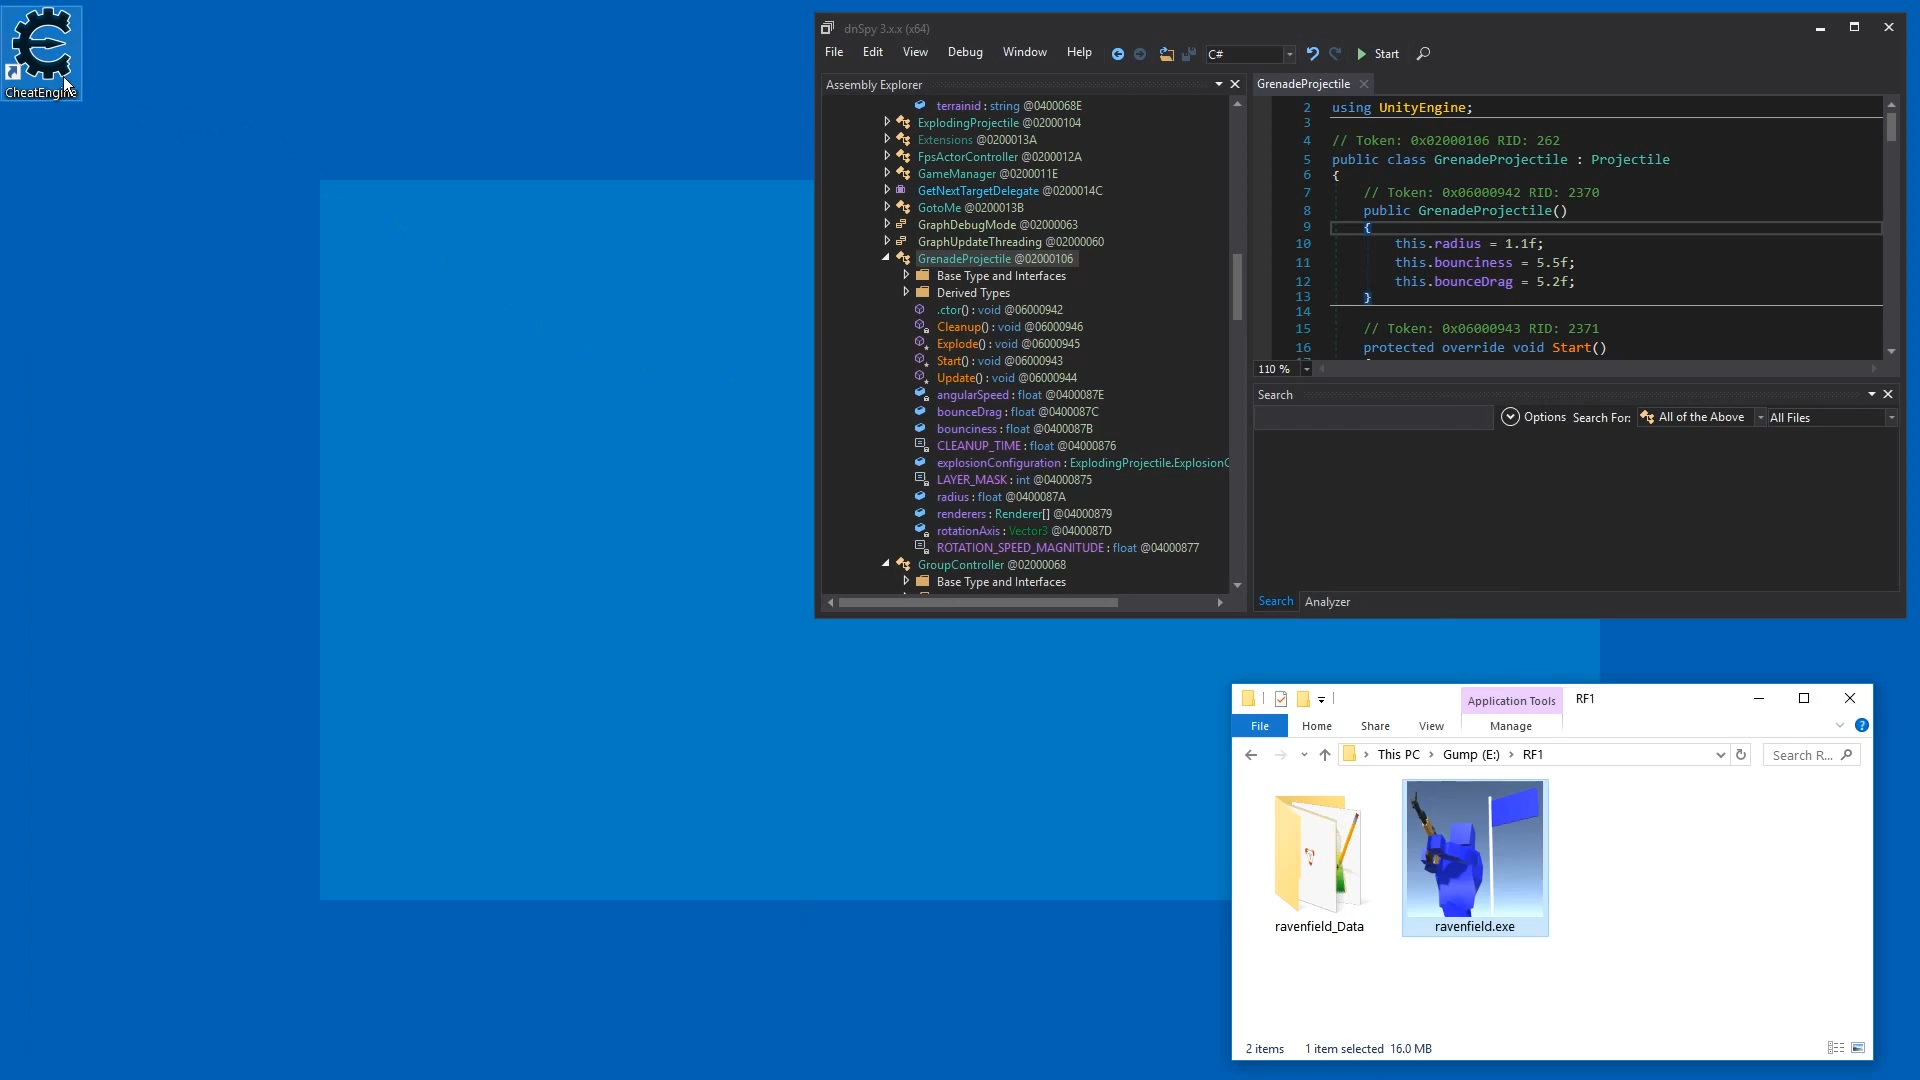 CheatEngine
dnSpy 3.x.x (x64)
File Edit View Debug Window Help C# Start
Assembly Explorer
terrainid : string @0400068E
ExplodingProjectile @02000104
Extensions @0200013A
FpsActorController @0200012A
GameManager @0200011E
GetNextTargetDelegate @0200014C
GotoMe @0200013B
GraphDebugMode @02000063
GraphUpdateThreading @02000060
GrenadeProjectile @02000106
Base Type and Interfaces
Derived Types
.ctor() : void @06000942
Cleanup() : void @06000946
Explode() : void @06000945
Start() : void @06000943
Update() : void @06000944
angularSpeed : float @0400087E
bounceDrag : float @0400087C
bounciness : float @0400087B
CLEANUP_TIME : float @04000876
explosionConfiguration : ExplodingProjectile.ExplosionC
LAYER_MASK : int @04000875
radius : float @0400087A
renderers : Renderer[] @04000879
rotationAxis : Vector3 @0400087D
ROTATION_SPEED_MAGNITUDE : float @04000877
GroupController @02000068
Base Type and Interfaces
GrenadeProjectile
2 using UnityEngine;
3
4 // Token: 0x02000106 RID: 262
5 public class GrenadeProjectile : Projectile
6 {
7 // Token: 0x06000942 RID: 2370
8 public GrenadeProjectile()
9 {
10 this.radius = 1.1f;
11 this.bounciness = 5.5f;
12 this.bounceDrag = 5.2f;
13 }
14
15 // Token: 0x06000943 RID: 2371
16 protected override void Start()
110 %
Search
Options Search For: All of the Above All Files
Search Analyzer
Application Tools RF1
File Home Share View Manage
This PC Gump (E:) RF1 Search R...
ravenfield_Data
ravenfield.exe
2 items 1 item selected 16.0 MB